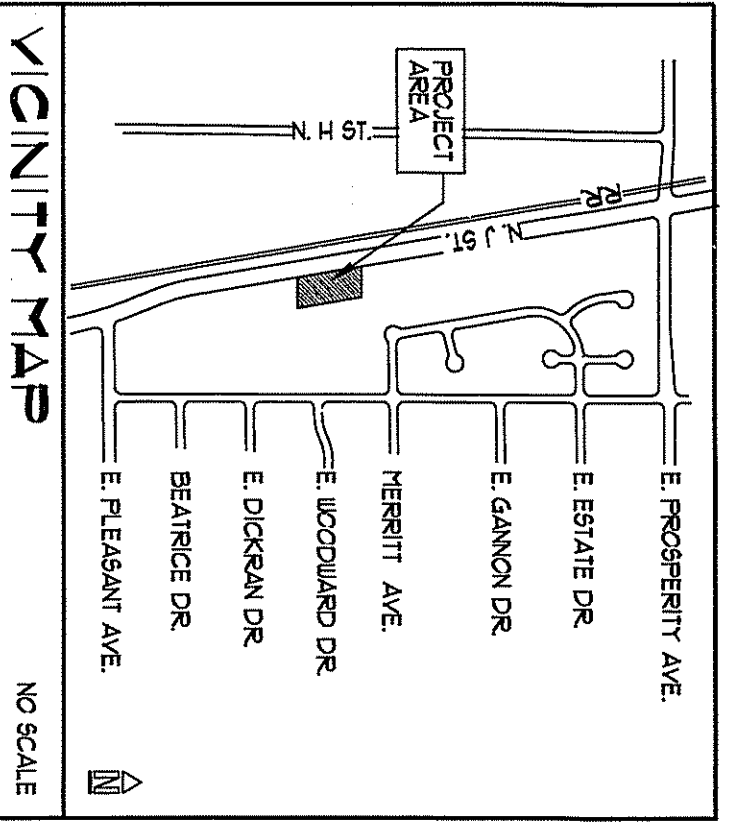 PROJECT
AREA
N. H ST.
RR
N. J ST.
E. PROSPERITY AVE.
E. ESTATE DR.
E. GANNON DR.
MERRITT AVE.
E. WOODWARD DR.
E. DICKRAN DR.
BEATRICE DR.
E. PLEASANT AVE.
N
VICINITY MAP
NO SCALE